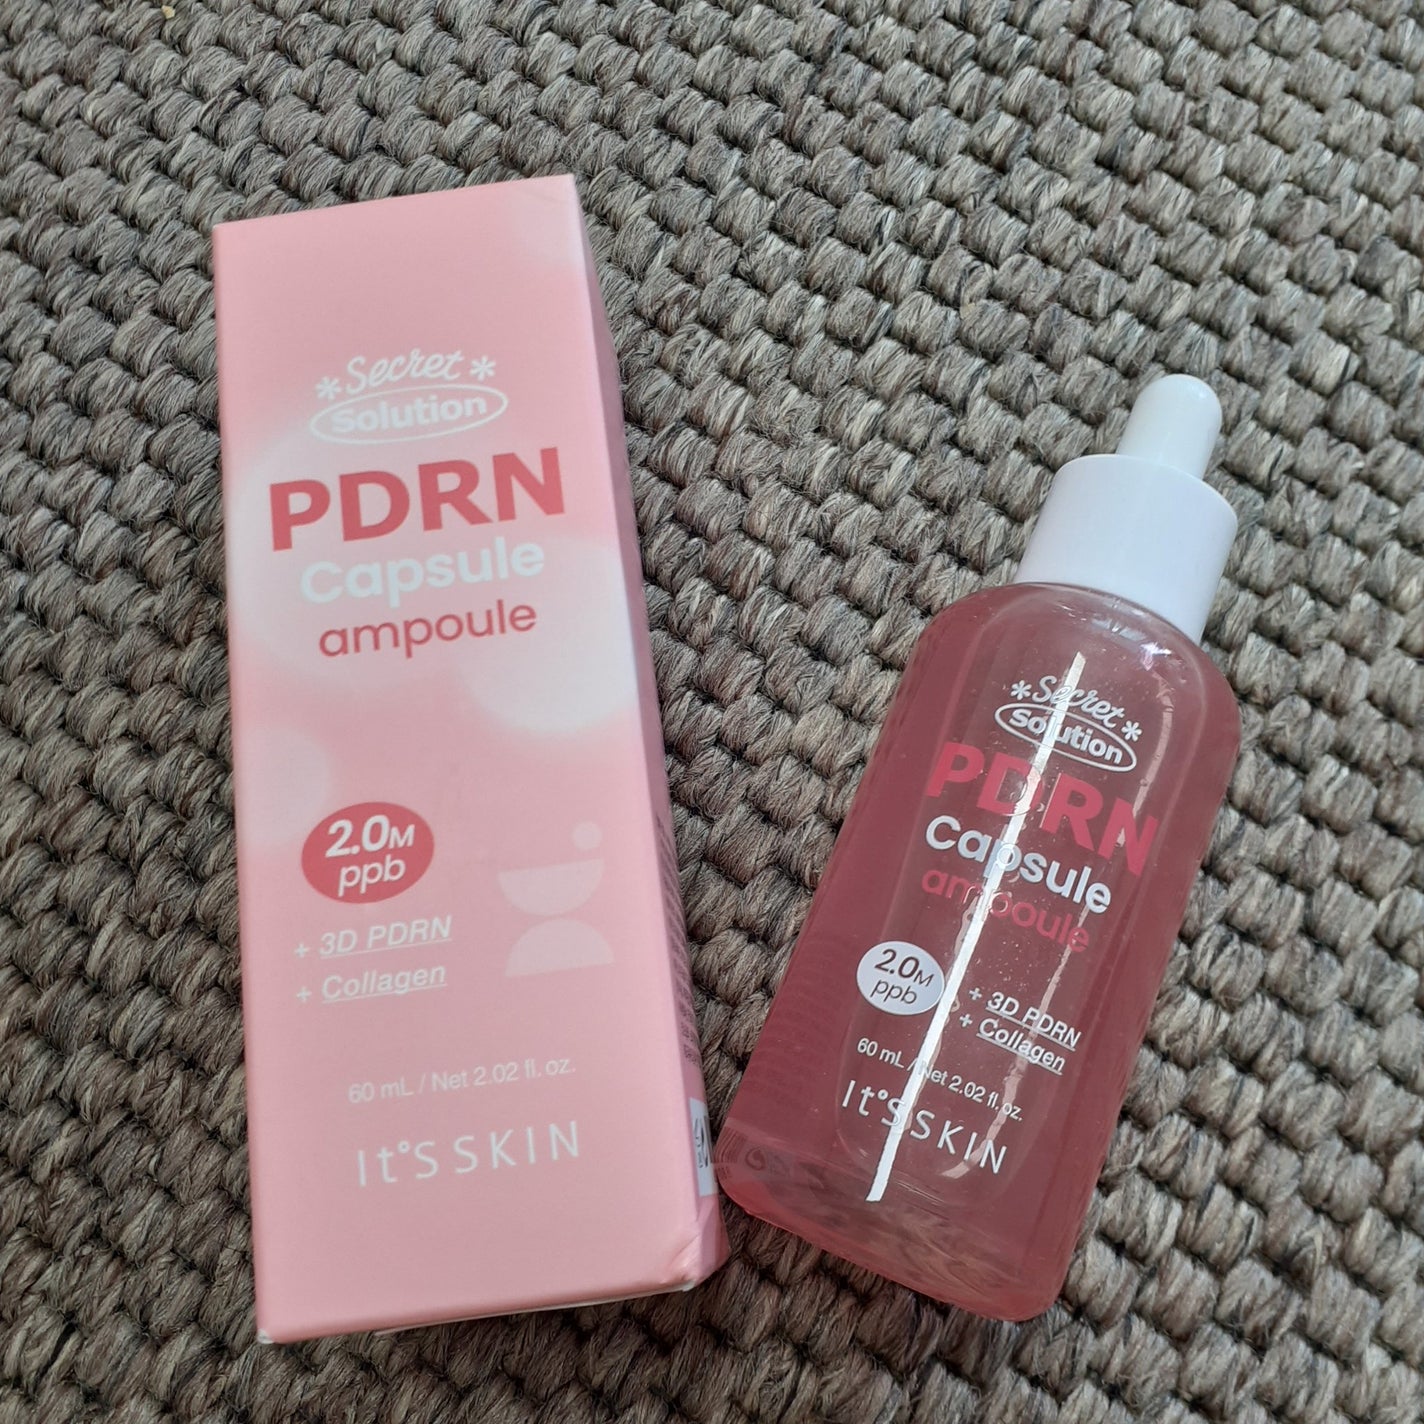 *Secret*
Solution
PDRN
Capsule
ampoule
2.0M
ppb
+ 3D PDRN
+ Collagen
60 mL / Net 2.02 fl. oz.
It'S SKIN
*Secret*
Solution
PDRN
Capsule
ampoule
2.0M
ppb
+ 3D PDRN
+ Collagen
60 mL / Net 2.02 fl. oz.
It'S SKIN